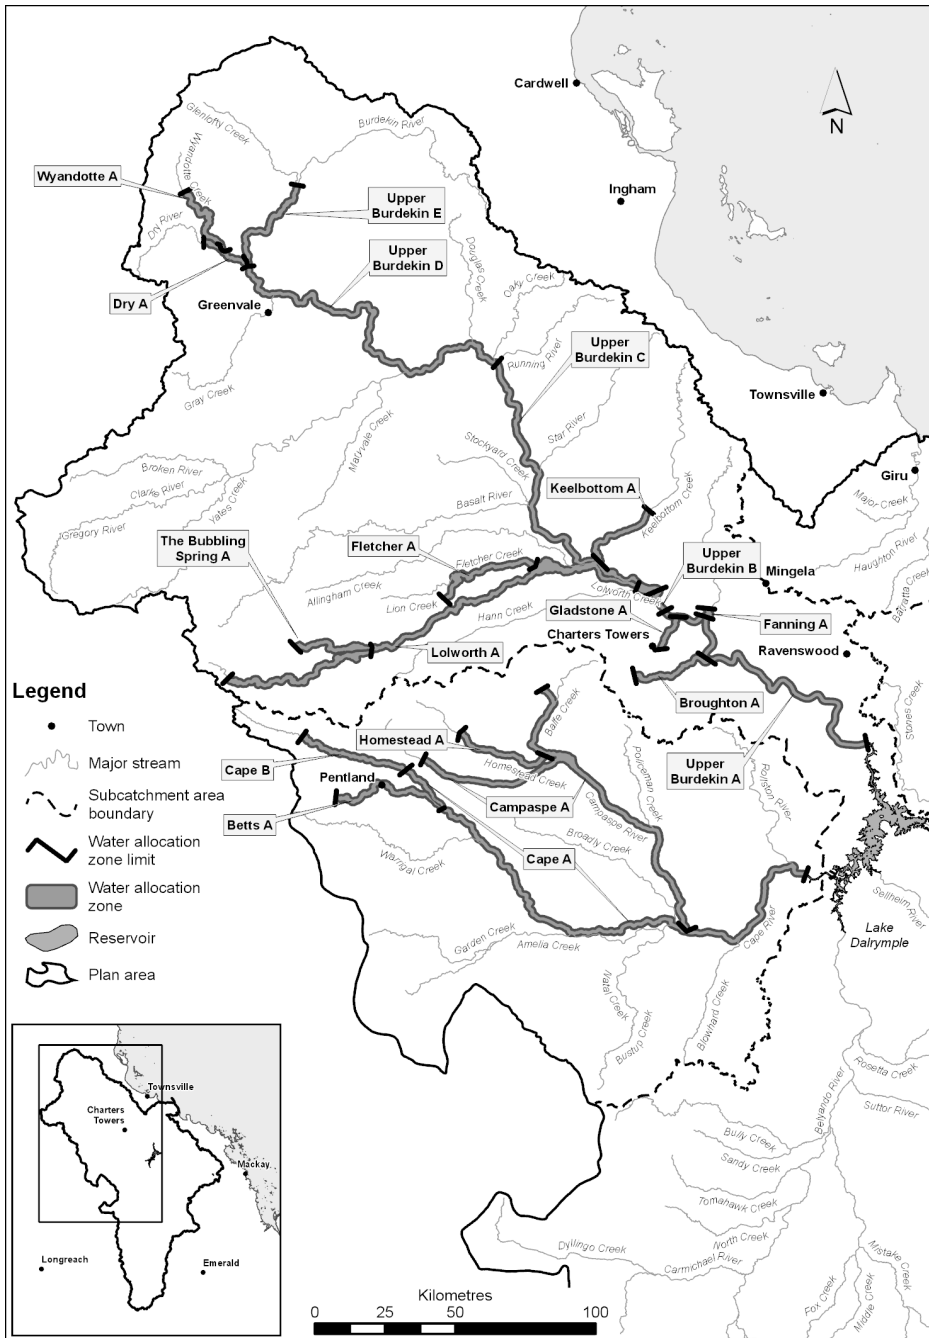 Cardwell
N
Glenlofty Creek
Burdekin River
Wyandotte Creek
Wyandotte A
Ingham
Upper
Burdekin E
Dry River
Upper
Burdekin D
Douglas Creek
Oaky Creek
Dry A
Greenvale
Running River
Upper
Burdekin C
Townsville
Gray Creek
Star River
Maryvale Creek
Stockyard Creek
Broken River
Clarke River
Yates Creek
Gregory River
Basalt River
Keelbottom A
Keelbottom Creek
Giru
Major Creek
Haughton River
Barratta Creek
The Bubbling
Spring A
Fletcher A
Fletcher Creek
Upper
Burdekin B
Mingela
Allingham Creek
Lion Creek
Lolworth Creek
Hann Creek
Gladstone A
Fanning A
Charters Towers
Ravenswood
Lolworth A
Broughton A
Stones Creek
Legend
Town
Major stream
Subcatchment area
boundary
Water allocation
zone limit
Water allocation
zone
Reservoir
Plan area
Balfe Creek
Homestead A
Cape B
Homestead Creek
Policeman Creek
Rollston River
Upper
Burdekin A
Pentland
Campaspe A
Campaspe River
Betts A
Broadly Creek
Cape A
Warrigal Creek
Sellheim River
Lake
Dalrymple
Garden Creek
Amelia Creek
Cape River
Natal Creek
Bustup Creek
Blowhard Creek
Rosetta Creek
Belyando River
Suttor River
Bully Creek
Sandy Creek
Tomahawk Creek
North Creek
Dyllingo Creek
Carmichael River
Mistake Creek
Fox Creek
Middle Creek
Townsville
Charters
Towers
Mackay
Longreach
Emerald
Kilometres
0 25 50 100